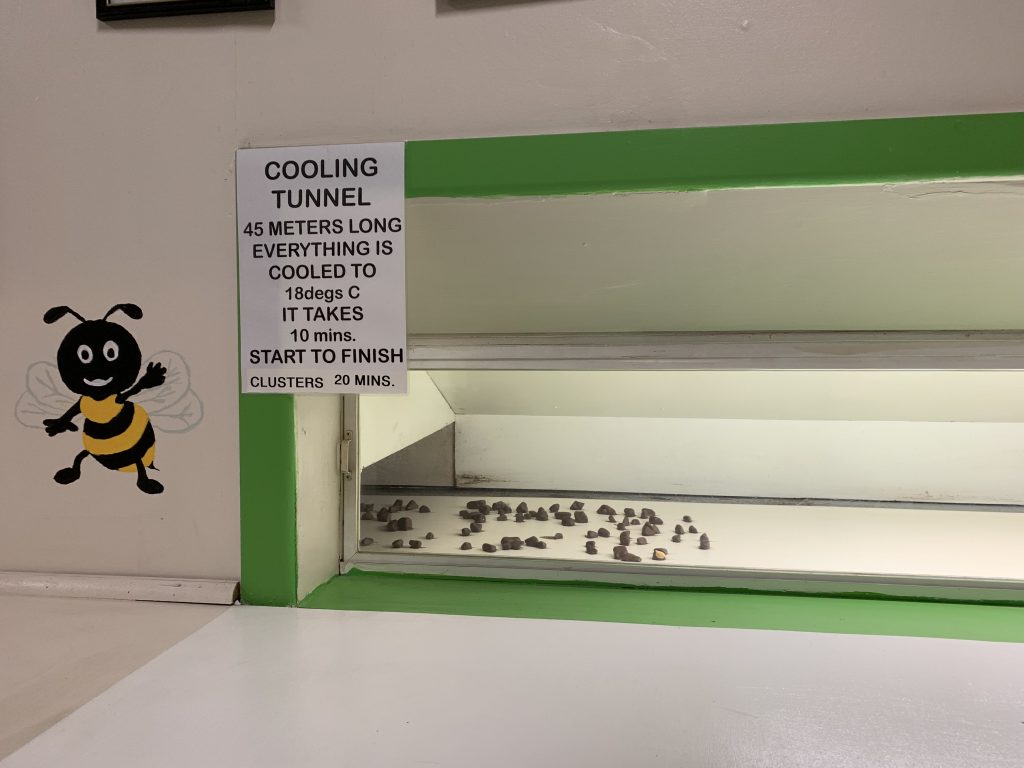 COOLING
TUNNEL
45 METERS LONG
EVERYTHING IS
COOLED TO
18degs C
IT TAKES
10 mins.
START TO FINISH
CLUSTERS 20 MINS.